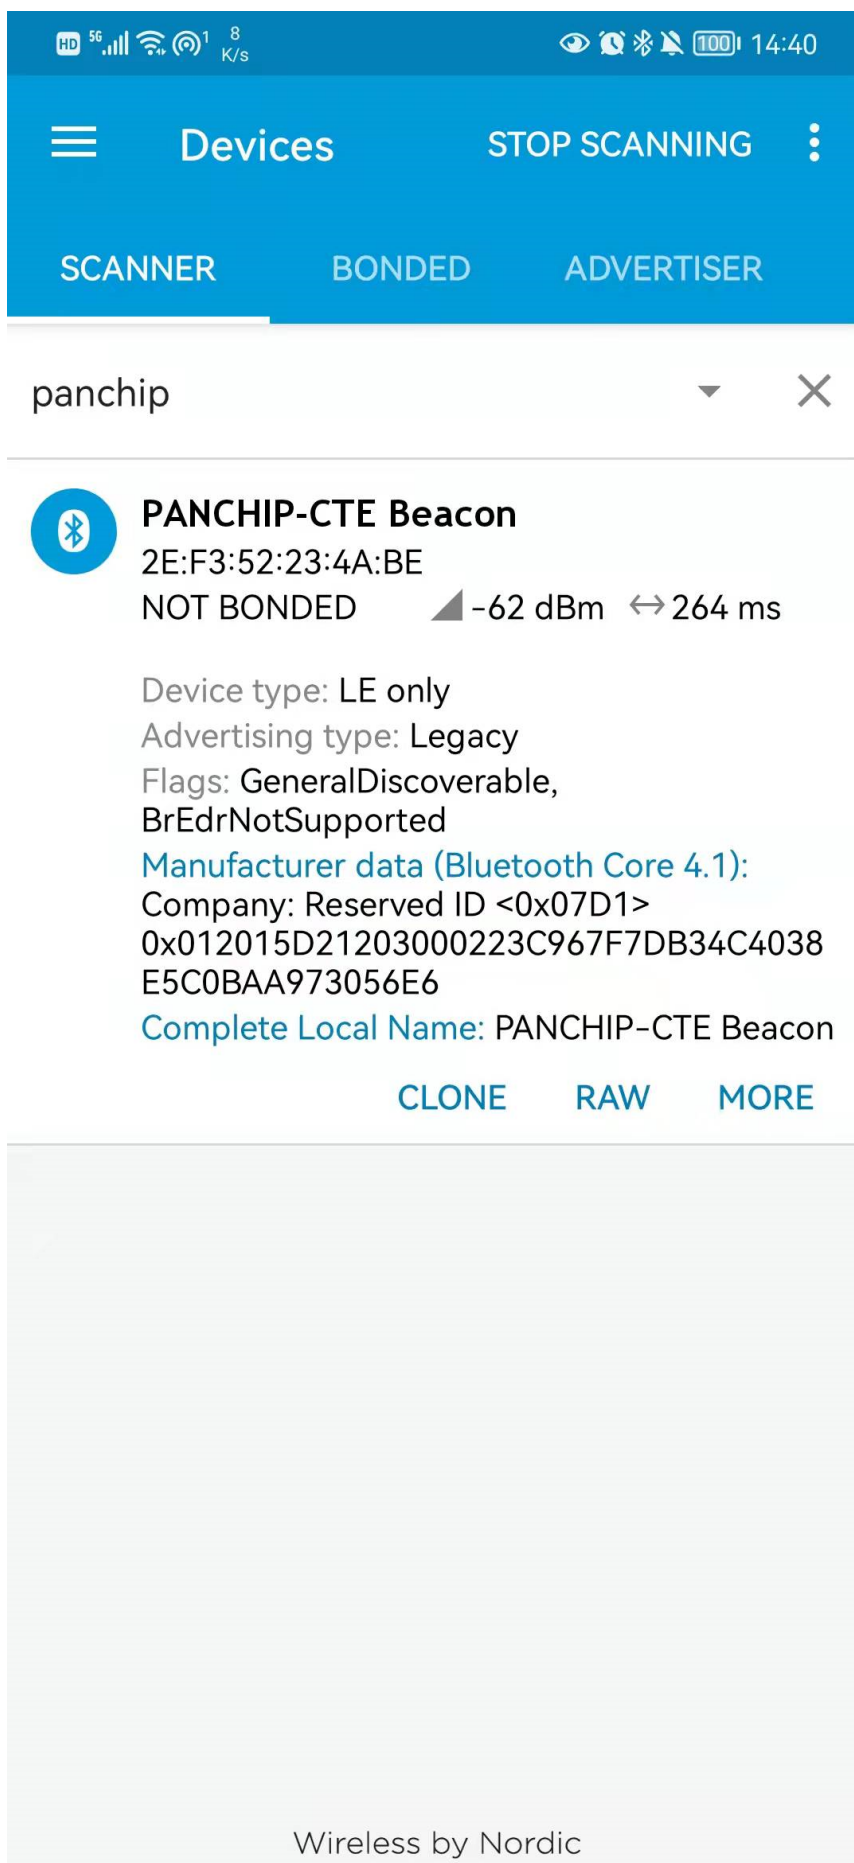 HD 5G 1 8 K/s 100 14:40
Devices STOP SCANNING
SCANNER BONDED ADVERTISER
panchip
PANCHIP-CTE Beacon
2E:F3:52:23:4A:BE
NOT BONDED -62 dBm 264 ms
Device type: LE only
Advertising type: Legacy
Flags: GeneralDiscoverable,
BrEdrNotSupported
Manufacturer data (Bluetooth Core 4.1):
Company: Reserved ID <0x07D1>
0x012015D21203000223C967F7DB34C4038
E5C0BAA973056E6
Complete Local Name: PANCHIP-CTE Beacon
CLONE RAW MORE
Wireless by Nordic